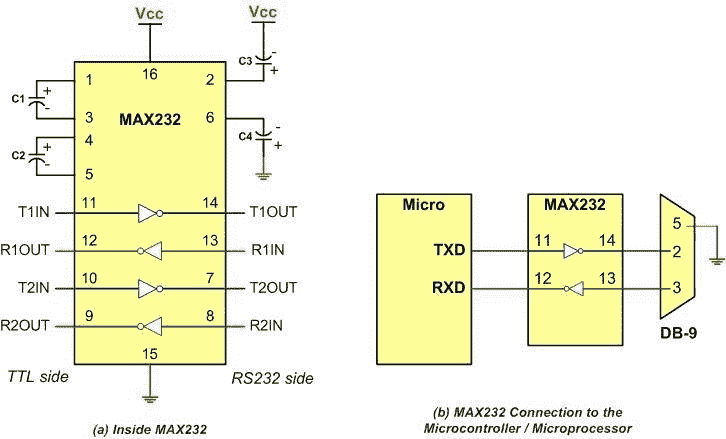 Vcc Vcc
C3 - +
16
1 2
C1 + -
MAX232
3 6
4
C2 + -
C4 - +
5
T1IN 11 14 T1OUT
R1OUT 12 13 R1IN
T2IN 10 7 T2OUT
R2OUT 9 8 R2IN
15
TTL side RS232 side
(a) Inside MAX232
Micro MAX232
5
TXD 11 14 2
RXD 12 13 3
DB-9
(b) MAX232 Connection to the
Microcontroller / Microprocessor